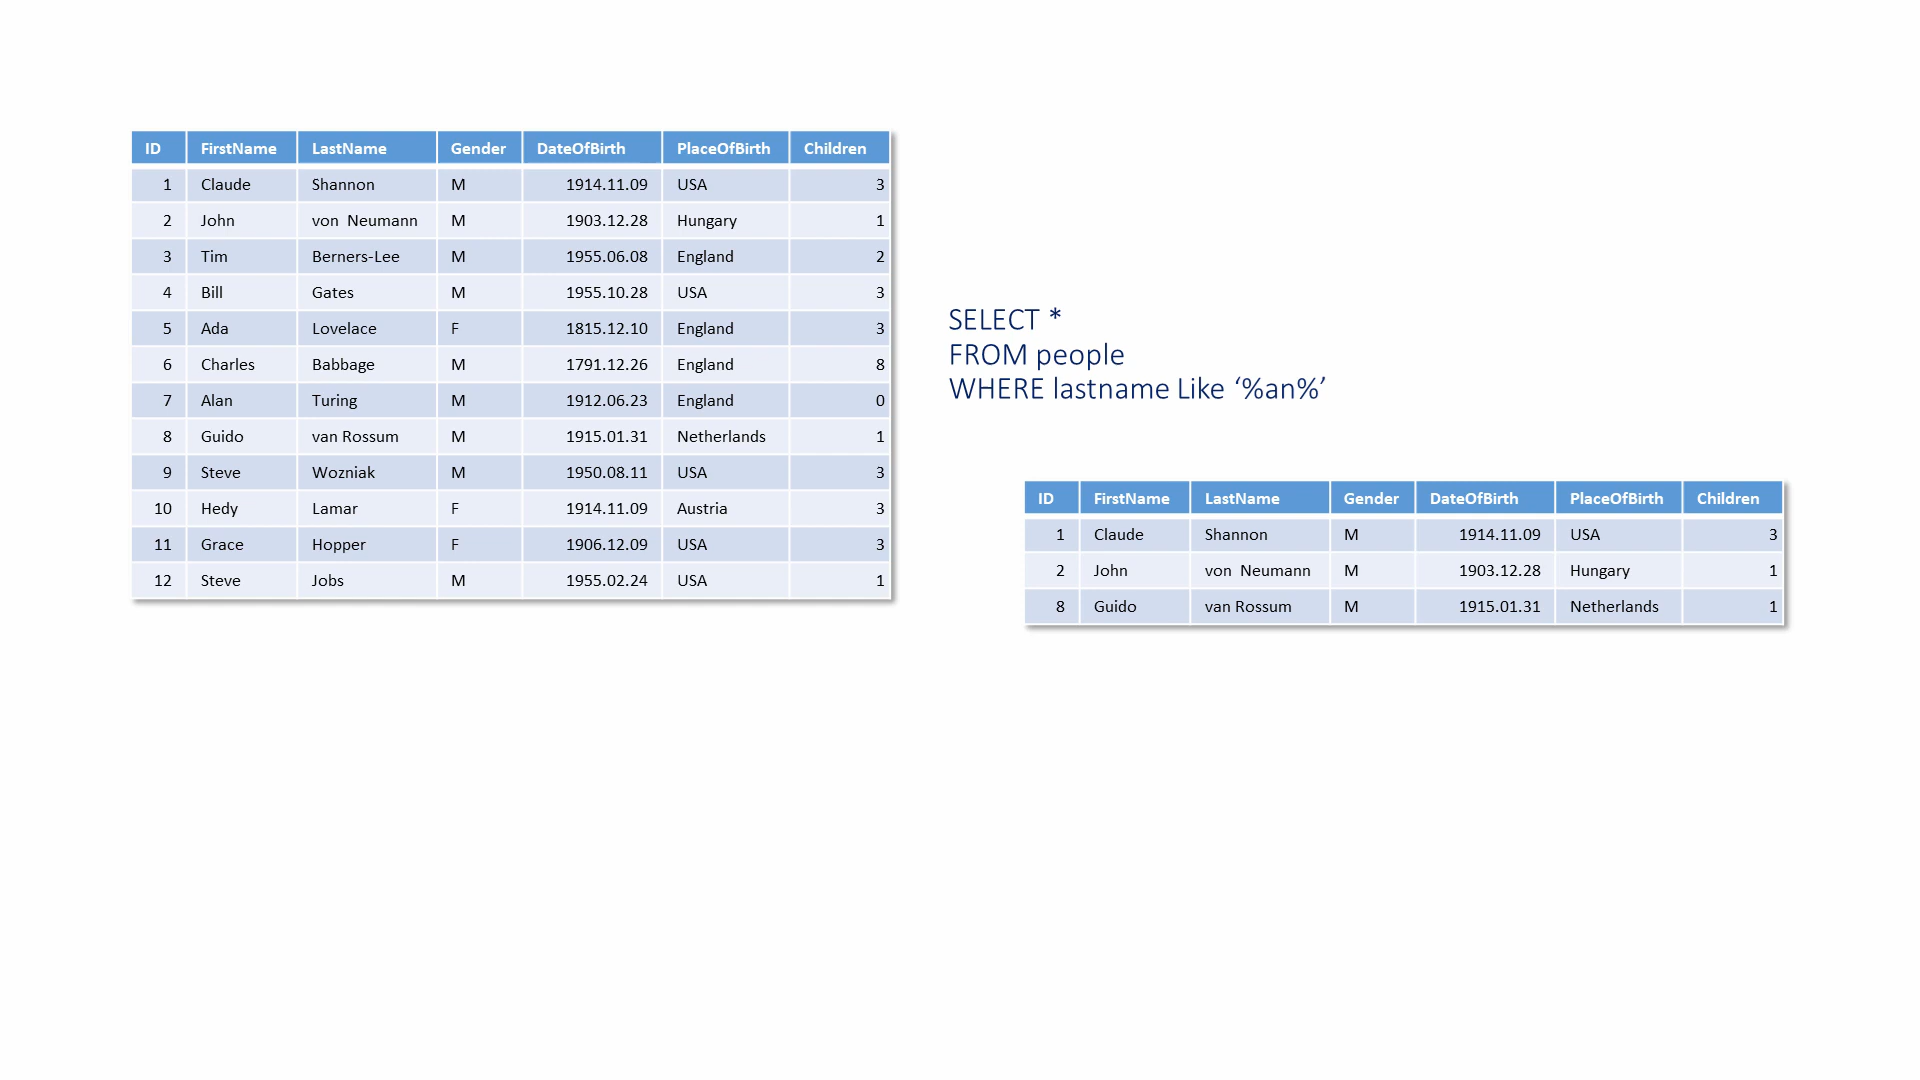 ID FirstName LastName Gender DateOfBirth PlaceOfBirth Children
1 Claude Shannon M 1914.11.09 USA 3
2 John von  Neumann M 1903.12.28 Hungary 1
3 Tim Berners-Lee M 1955.06.08 England 2
4 Bill Gates M 1955.10.28 USA 3
5 Ada Lovelace F 1815.12.10 England 3
6 Charles Babbage M 1791.12.26 England 8
7 Alan Turing M 1912.06.23 England 0
8 Guido van Rossum M 1915.01.31 Netherlands 1
9 Steve Wozniak M 1950.08.11 USA 3
10 Hedy Lamar F 1914.11.09 Austria 3
11 Grace Hopper F 1906.12.09 USA 3
12 Steve Jobs M 1955.02.24 USA 1
SELECT *
FROM people
WHERE lastname Like ‘%an%’
ID FirstName LastName Gender DateOfBirth PlaceOfBirth Children
1 Claude Shannon M 1914.11.09 USA 3
2 John von  Neumann M 1903.12.28 Hungary 1
8 Guido van Rossum M 1915.01.31 Netherlands 1